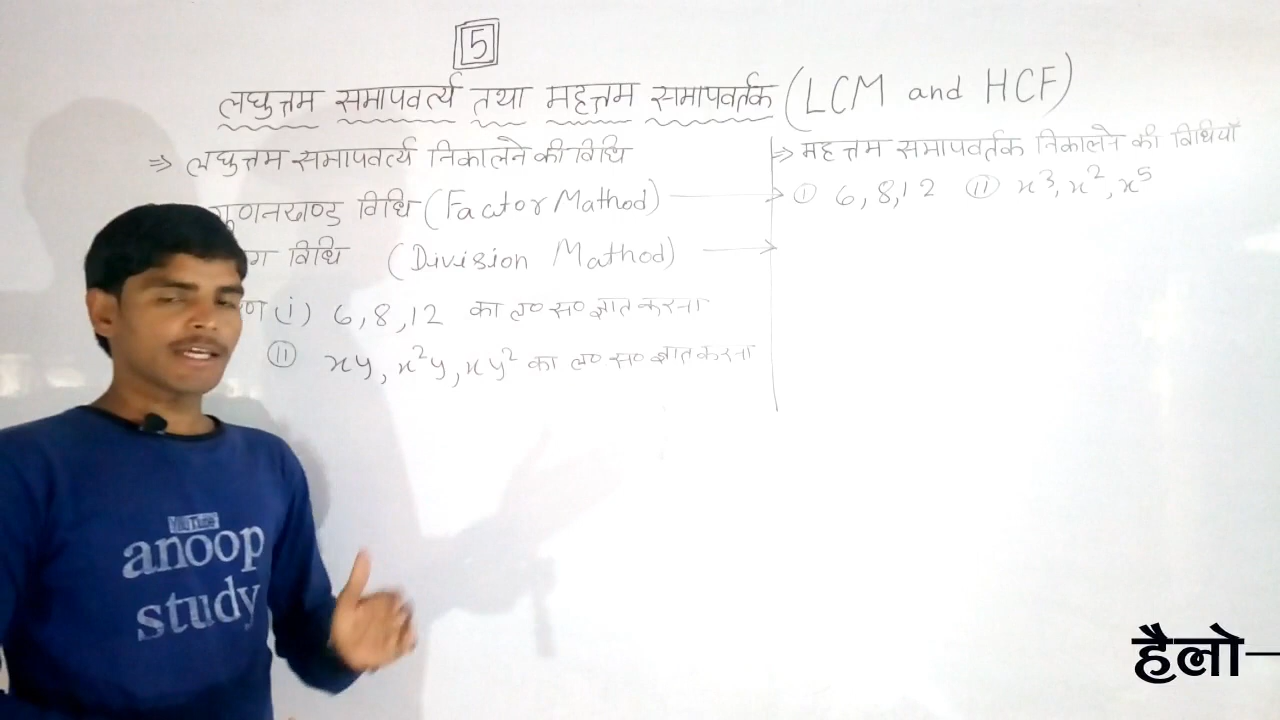 5
लघुत्तम समापवर्त्य तथा महत्तम समापवर्तक (LCM and HCF)
⇒ लघुत्तम समापवर्त्य निकालने की विधि
गुणनखण्ड विधि (Factor Mathod)
विधि (Division Mathod)
(i) 6, 8, 12 का ल० स० ज्ञात करना
(ii) xy, x²y, xy² का ल० स० ज्ञात करना
⇒ महत्तम समापवर्तक निकालने की विधियाँ
(i) 6, 8, 12 (ii) x³, x², x⁵
YouTube
anoop
study
हैलो